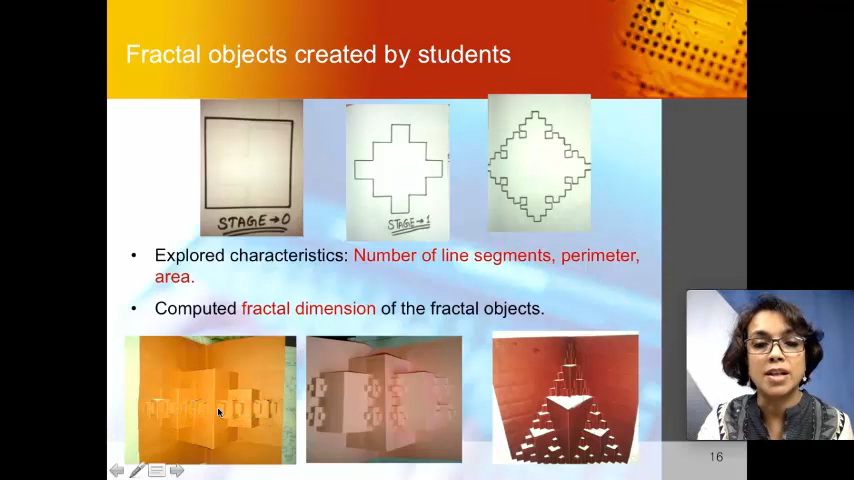 Fractal objects created by students
STAGE→0
STAGE→1
• Explored characteristics: Number of line segments, perimeter,
area.
• Computed fractal dimension of the fractal objects.
16